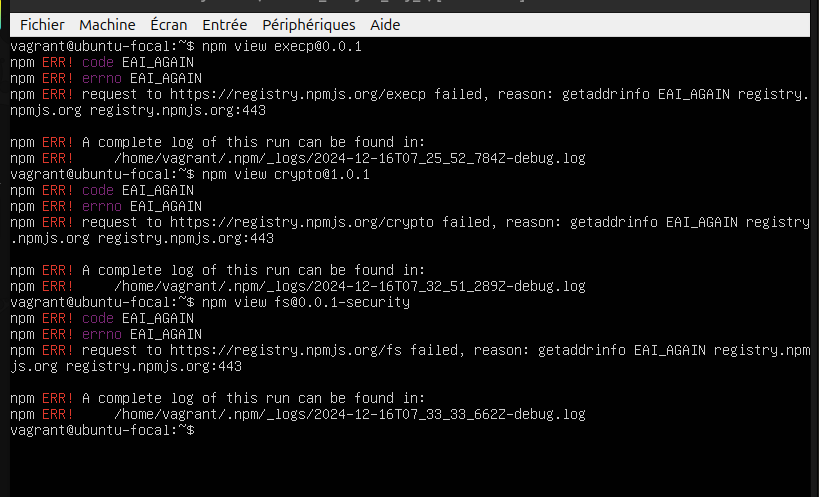 Fichier Machine Écran Entrée Périphériques Aide
vagrant@ubuntu-focal:~$ npm view execp@0.0.1
npm ERR! code EAI_AGAIN
npm ERR! errno EAI_AGAIN
npm ERR! request to https://registry.npmjs.org/execp failed, reason: getaddrinfo EAI_AGAIN registry.
npmjs.org registry.npmjs.org:443
npm ERR! A complete log of this run can be found in:
npm ERR!     /home/vagrant/.npm/_logs/2024-12-16T07_25_52_784Z-debug.log
vagrant@ubuntu-focal:~$ npm view crypto@1.0.1
npm ERR! code EAI_AGAIN
npm ERR! errno EAI_AGAIN
npm ERR! request to https://registry.npmjs.org/crypto failed, reason: getaddrinfo EAI_AGAIN registry
.npmjs.org registry.npmjs.org:443
npm ERR! A complete log of this run can be found in:
npm ERR!     /home/vagrant/.npm/_logs/2024-12-16T07_32_51_289Z-debug.log
vagrant@ubuntu-focal:~$ npm view fs@0.0.1-security
npm ERR! code EAI_AGAIN
npm ERR! errno EAI_AGAIN
npm ERR! request to https://registry.npmjs.org/fs failed, reason: getaddrinfo EAI_AGAIN registry.npm
js.org registry.npmjs.org:443
npm ERR! A complete log of this run can be found in:
npm ERR!     /home/vagrant/.npm/_logs/2024-12-16T07_33_33_662Z-debug.log
vagrant@ubuntu-focal:~$